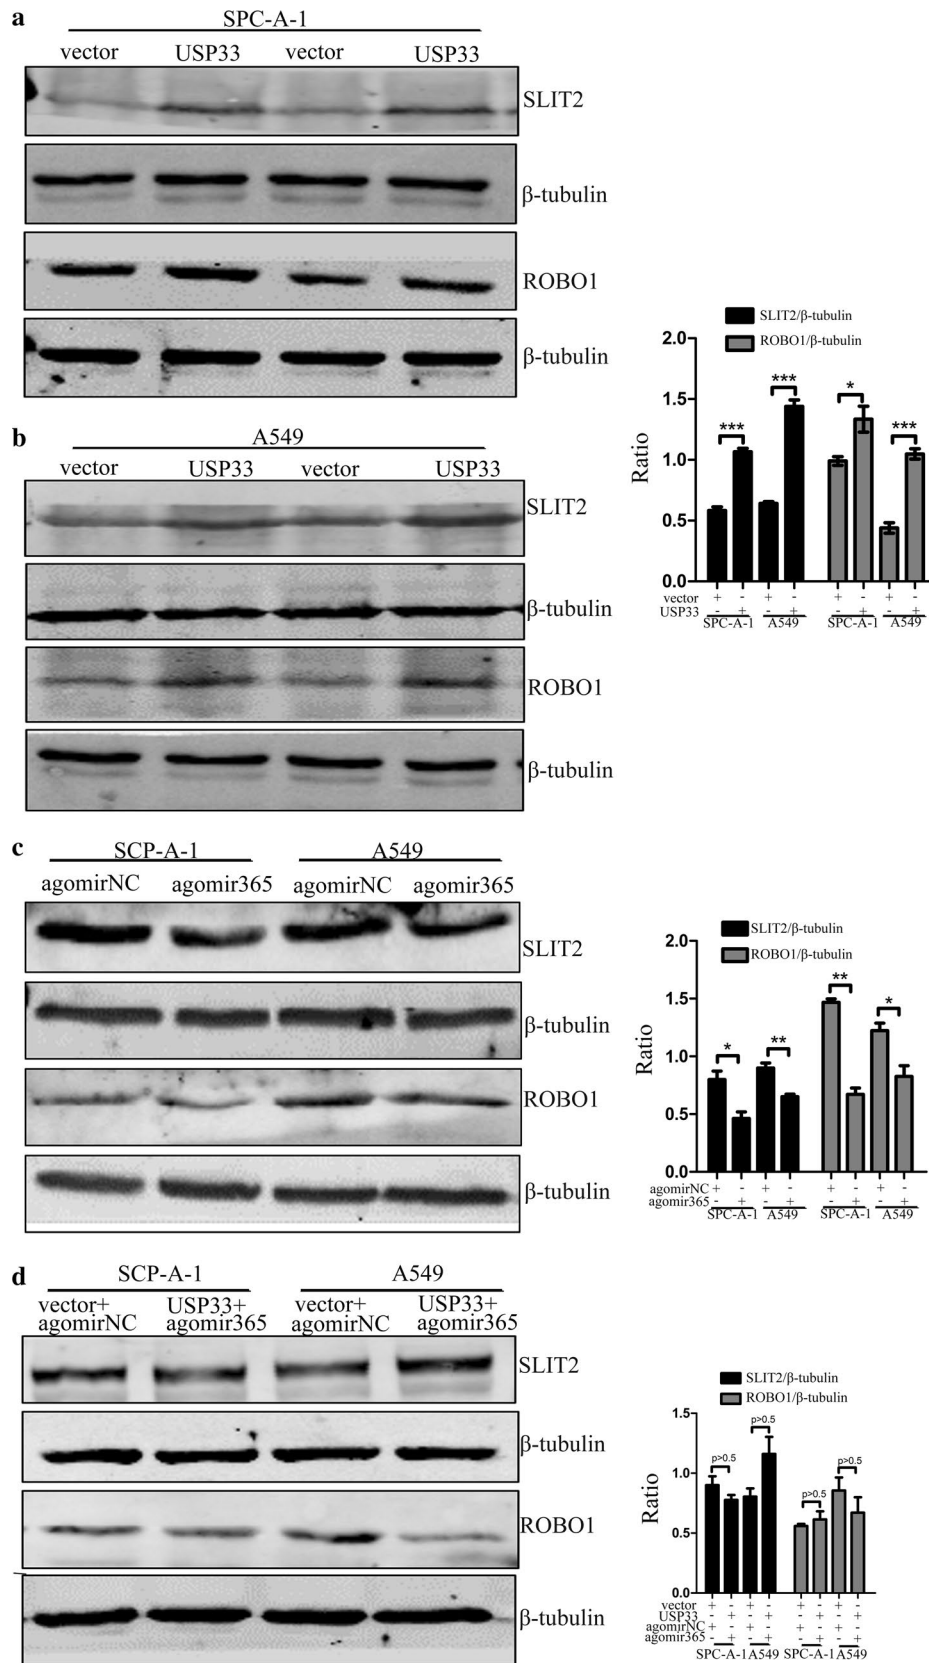 a
SPC-A-1
vector USP33 vector USP33
SLIT2
β-tubulin
ROBO1
β-tubulin
SLIT2/β-tubulin
ROBO1/β-tubulin
Ratio
2.0
1.5
1.0
0.5
0.0
*** *** * ***
vector + - + - + - + -
USP33 - + - + - + - +
SPC-A-1 A549 SPC-A-1 A549
b
A549
vector USP33 vector USP33
SLIT2
β-tubulin
ROBO1
β-tubulin
c
SCP-A-1 A549
agomirNC agomir365 agomirNC agomir365
SLIT2
β-tubulin
ROBO1
β-tubulin
SLIT2/β-tubulin
ROBO1/β-tubulin
Ratio
2.0
1.5
1.0
0.5
0.0
* ** ** *
agomirNC + - + - + - + -
agomir365 - + - + - + - +
SPC-A-1 A549 SPC-A-1 A549
d
SCP-A-1 A549
vector+ USP33+ vector+ USP33+
agomirNC agomir365 agomirNC agomir365
SLIT2
β-tubulin
ROBO1
β-tubulin
SLIT2/β-tubulin
ROBO1/β-tubulin
Ratio
1.5
1.0
0.5
0.0
p>0.5 p>0.5 p>0.5 p>0.5
vector + - + - + - + -
USP33 - + - + - + - +
agomirNC + - + - + - + -
agomir365 - + - + - + - +
SPC-A-1 A549 SPC-A-1 A549